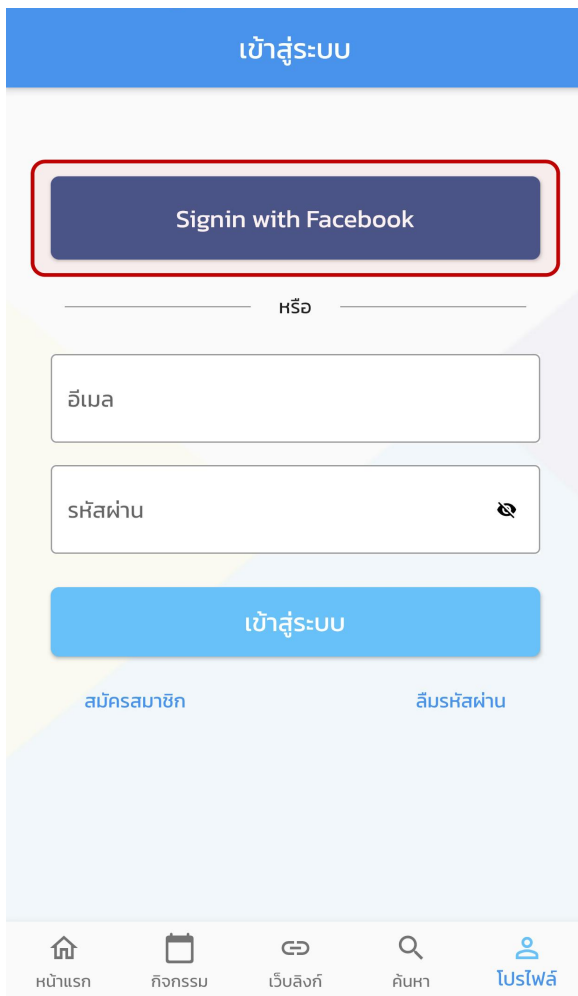 เข้าสู่ระบบ
Signin with Facebook
หรือ
อีเมล
รหัสผ่าน
เข้าสู่ระบบ
สมัครสมาชิก ลืมรหัสผ่าน
หน้าแรก กิจกรรม เว็บลิงก์ ค้นหา โปรไฟล์